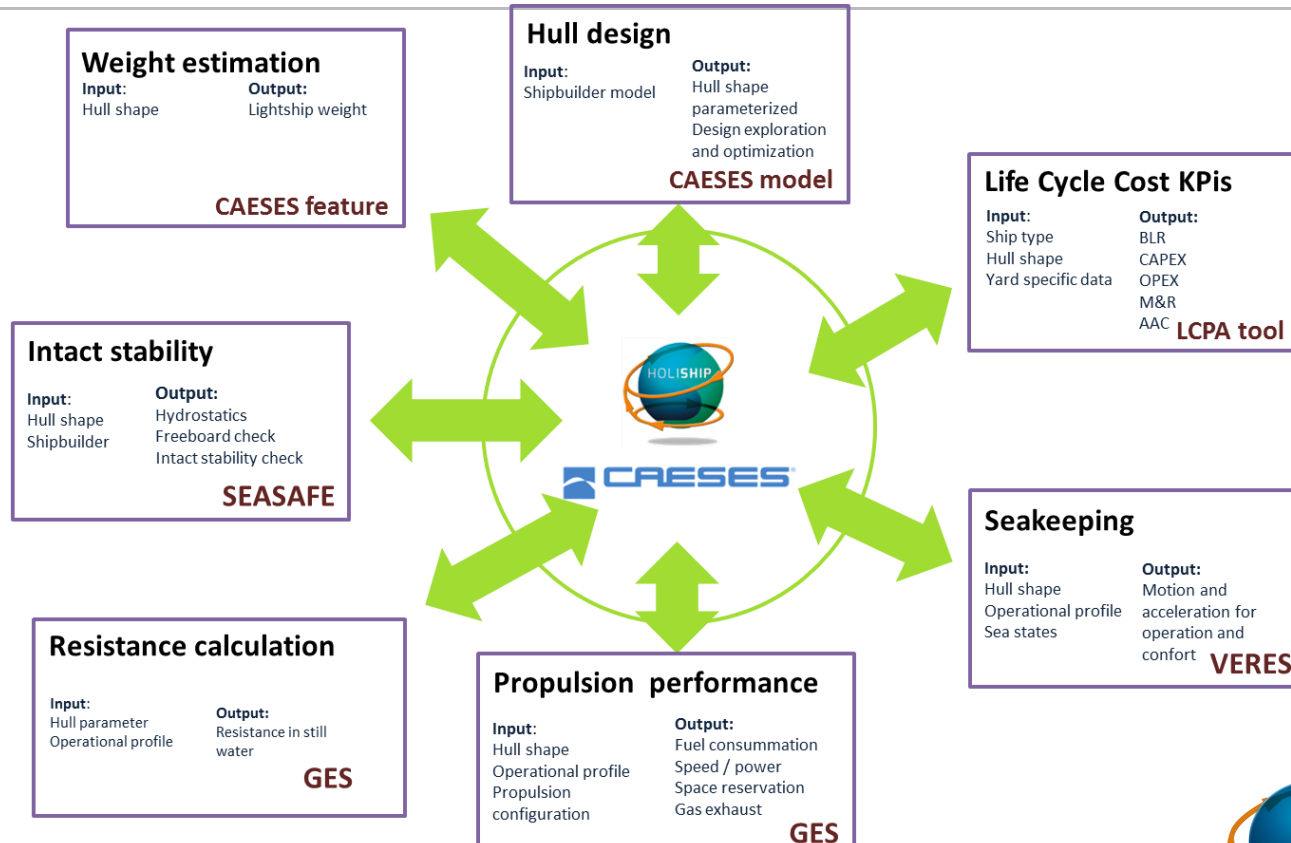 Hull design
Input:
Shipbuilder model
Output:
Hull shape
parameterized
Design exploration
and optimization
CAESES model
Weight estimation
Input:
Hull shape
Output:
Lightship weight
CAESES feature
Life Cycle Cost KPis
Input:
Ship type
Hull shape
Yard specific data
Output:
BLR
CAPEX
OPEX
M&R
AAC
LCPA tool
Intact stability
Input:
Hull shape
Shipbuilder
Output:
Hydrostatics
Freeboard check
Intact stability check
SEASAFE
HOLISHIP
CAESES
Seakeeping
Input:
Hull shape
Operational profile
Sea states
Output:
Motion and
acceleration for
operation and
confort
VERES
Resistance calculation
Input:
Hull parameter
Operational profile
Output:
Resistance in still
water
GES
Propulsion performance
Input:
Hull shape
Operational profile
Propulsion
configuration
Output:
Fuel consummation
Speed / power
Space reservation
Gas exhaust
GES